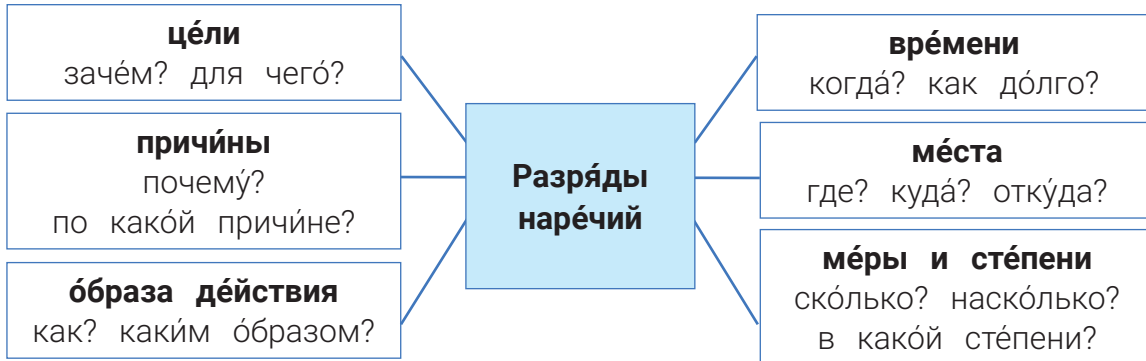 це́ли
заче́м? для чего́?
причи́ны
почему́?
по како́й причи́не?
о́браза де́йствия
как? каки́м о́бразом?
Разря́ды
наре́чий
вре́мени
когда́? как до́лго?
ме́ста
где? куда́? отку́да?
ме́ры и сте́пени
ско́лько? наско́лько?
в како́й сте́пени?